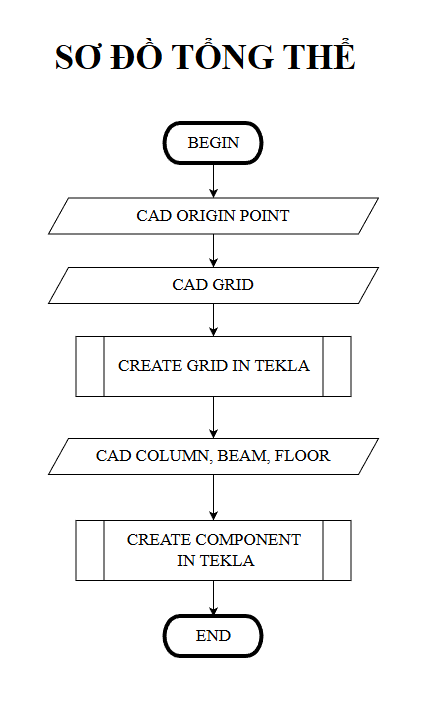 SƠ ĐỒ TỔNG THỂ
BEGIN
CAD ORIGIN POINT
CAD GRID
CREATE GRID IN TEKLA
CAD COLUMN, BEAM, FLOOR
CREATE COMPONENT
IN TEKLA
END